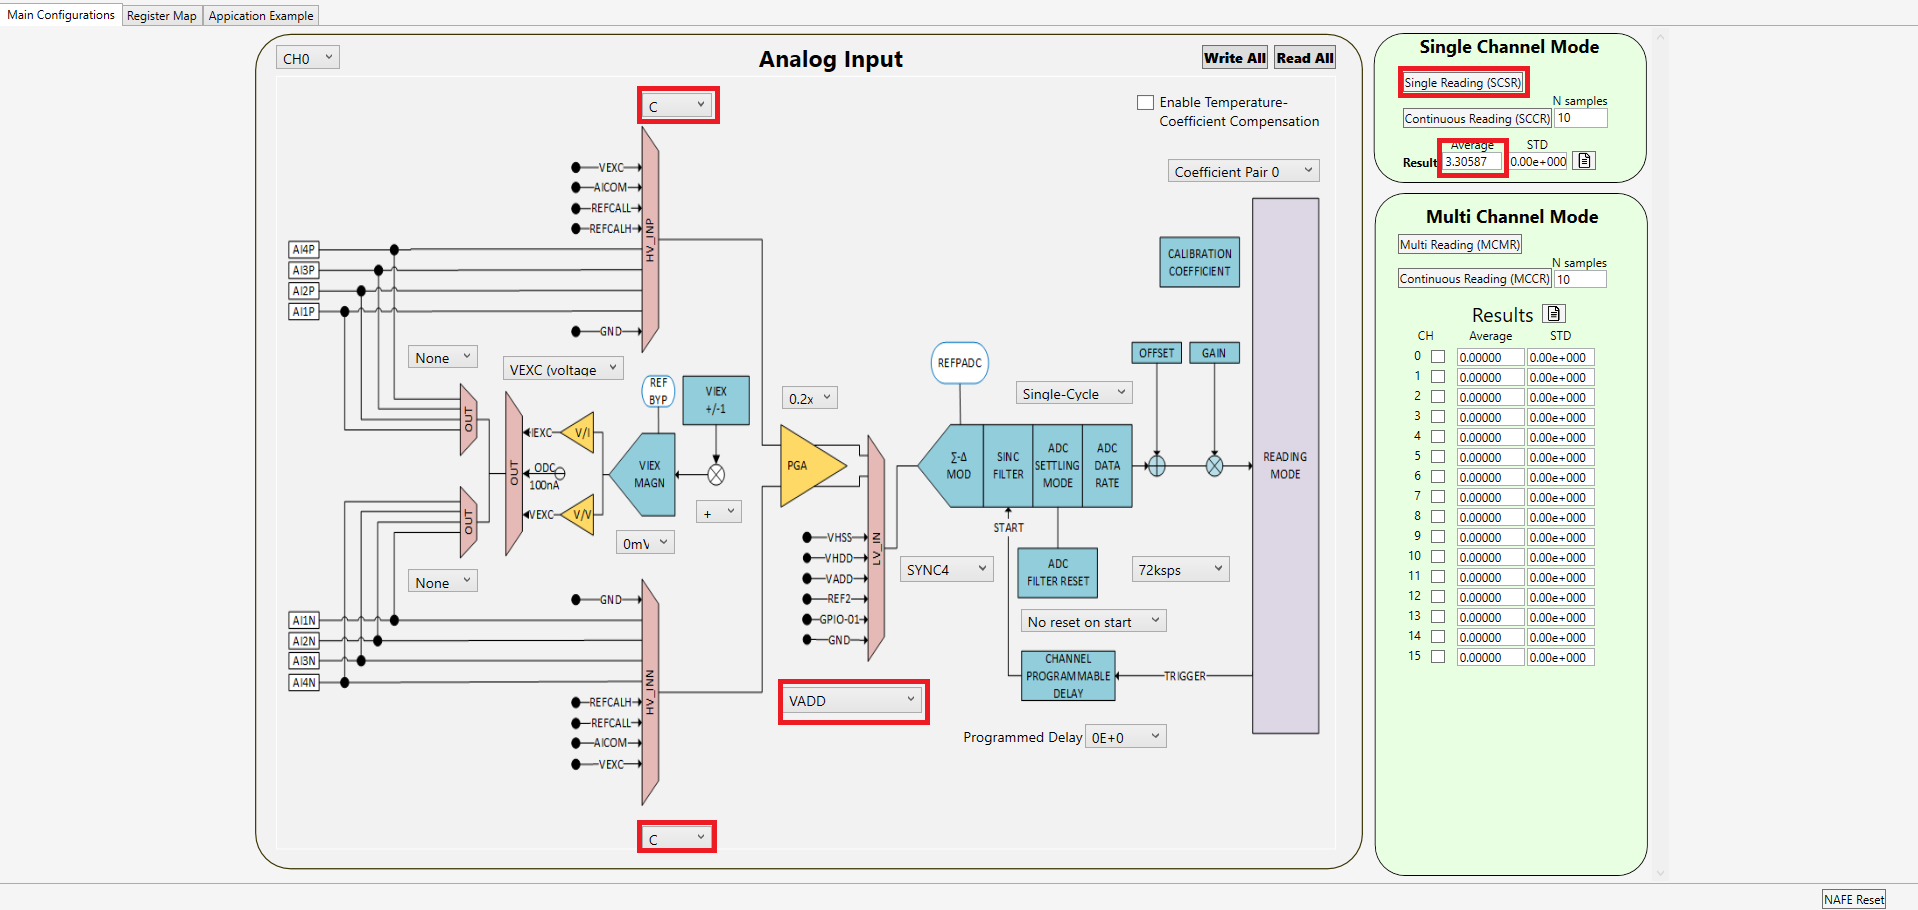 Main Configurations
Register Map
Appication Example
CH0
Analog Input
Write All
Read All
C
Enable Temperature-
Coefficient Compensation
Coefficient Pair 0
VEXC
AICOM
REFCALL
REFCALH
HV_INP
GND
AI4P
AI3P
AI2P
AI1P
None
VEXC (voltage
OUT
OUT
IEXC
V/I
ODC
100nA
VEXC
V/V
REF
BYP
VIEX
+/-1
VIEX
MAGN
+
0mV
OUT
None
0.2x
PGA
VHSS
VHDD
VADD
REF2
GPIO-01
GND
LV_IN
VADD
REFPADC
Single-Cycle
Σ-Δ
MOD
SINC
FILTER
ADC
SETTLING
MODE
ADC
DATA
RATE
START
SYNC4
ADC
FILTER RESET
72ksps
No reset on start
CHANNEL
PROGRAMMABLE
DELAY
TRIGGER
Programmed Delay
0E+0
CALIBRATION
COEFFICIENT
OFFSET
GAIN
READING
MODE
GND
AI1N
AI2N
AI3N
AI4N
HV_INN
REFCALH
REFCALL
AICOM
VEXC
C
Single Channel Mode
Single Reading (SCSR)
N samples
Continuous Reading (SCCR)
10
Average
STD
Result
3.30587
0.00e+000
Multi Channel Mode
Multi Reading (MCMR)
N samples
Continuous Reading (MCCR)
10
Results
CH
Average
STD
0 0.00000 0.00e+000
1 0.00000 0.00e+000
2 0.00000 0.00e+000
3 0.00000 0.00e+000
4 0.00000 0.00e+000
5 0.00000 0.00e+000
6 0.00000 0.00e+000
7 0.00000 0.00e+000
8 0.00000 0.00e+000
9 0.00000 0.00e+000
10 0.00000 0.00e+000
11 0.00000 0.00e+000
12 0.00000 0.00e+000
13 0.00000 0.00e+000
14 0.00000 0.00e+000
15 0.00000 0.00e+000
NAFE Reset